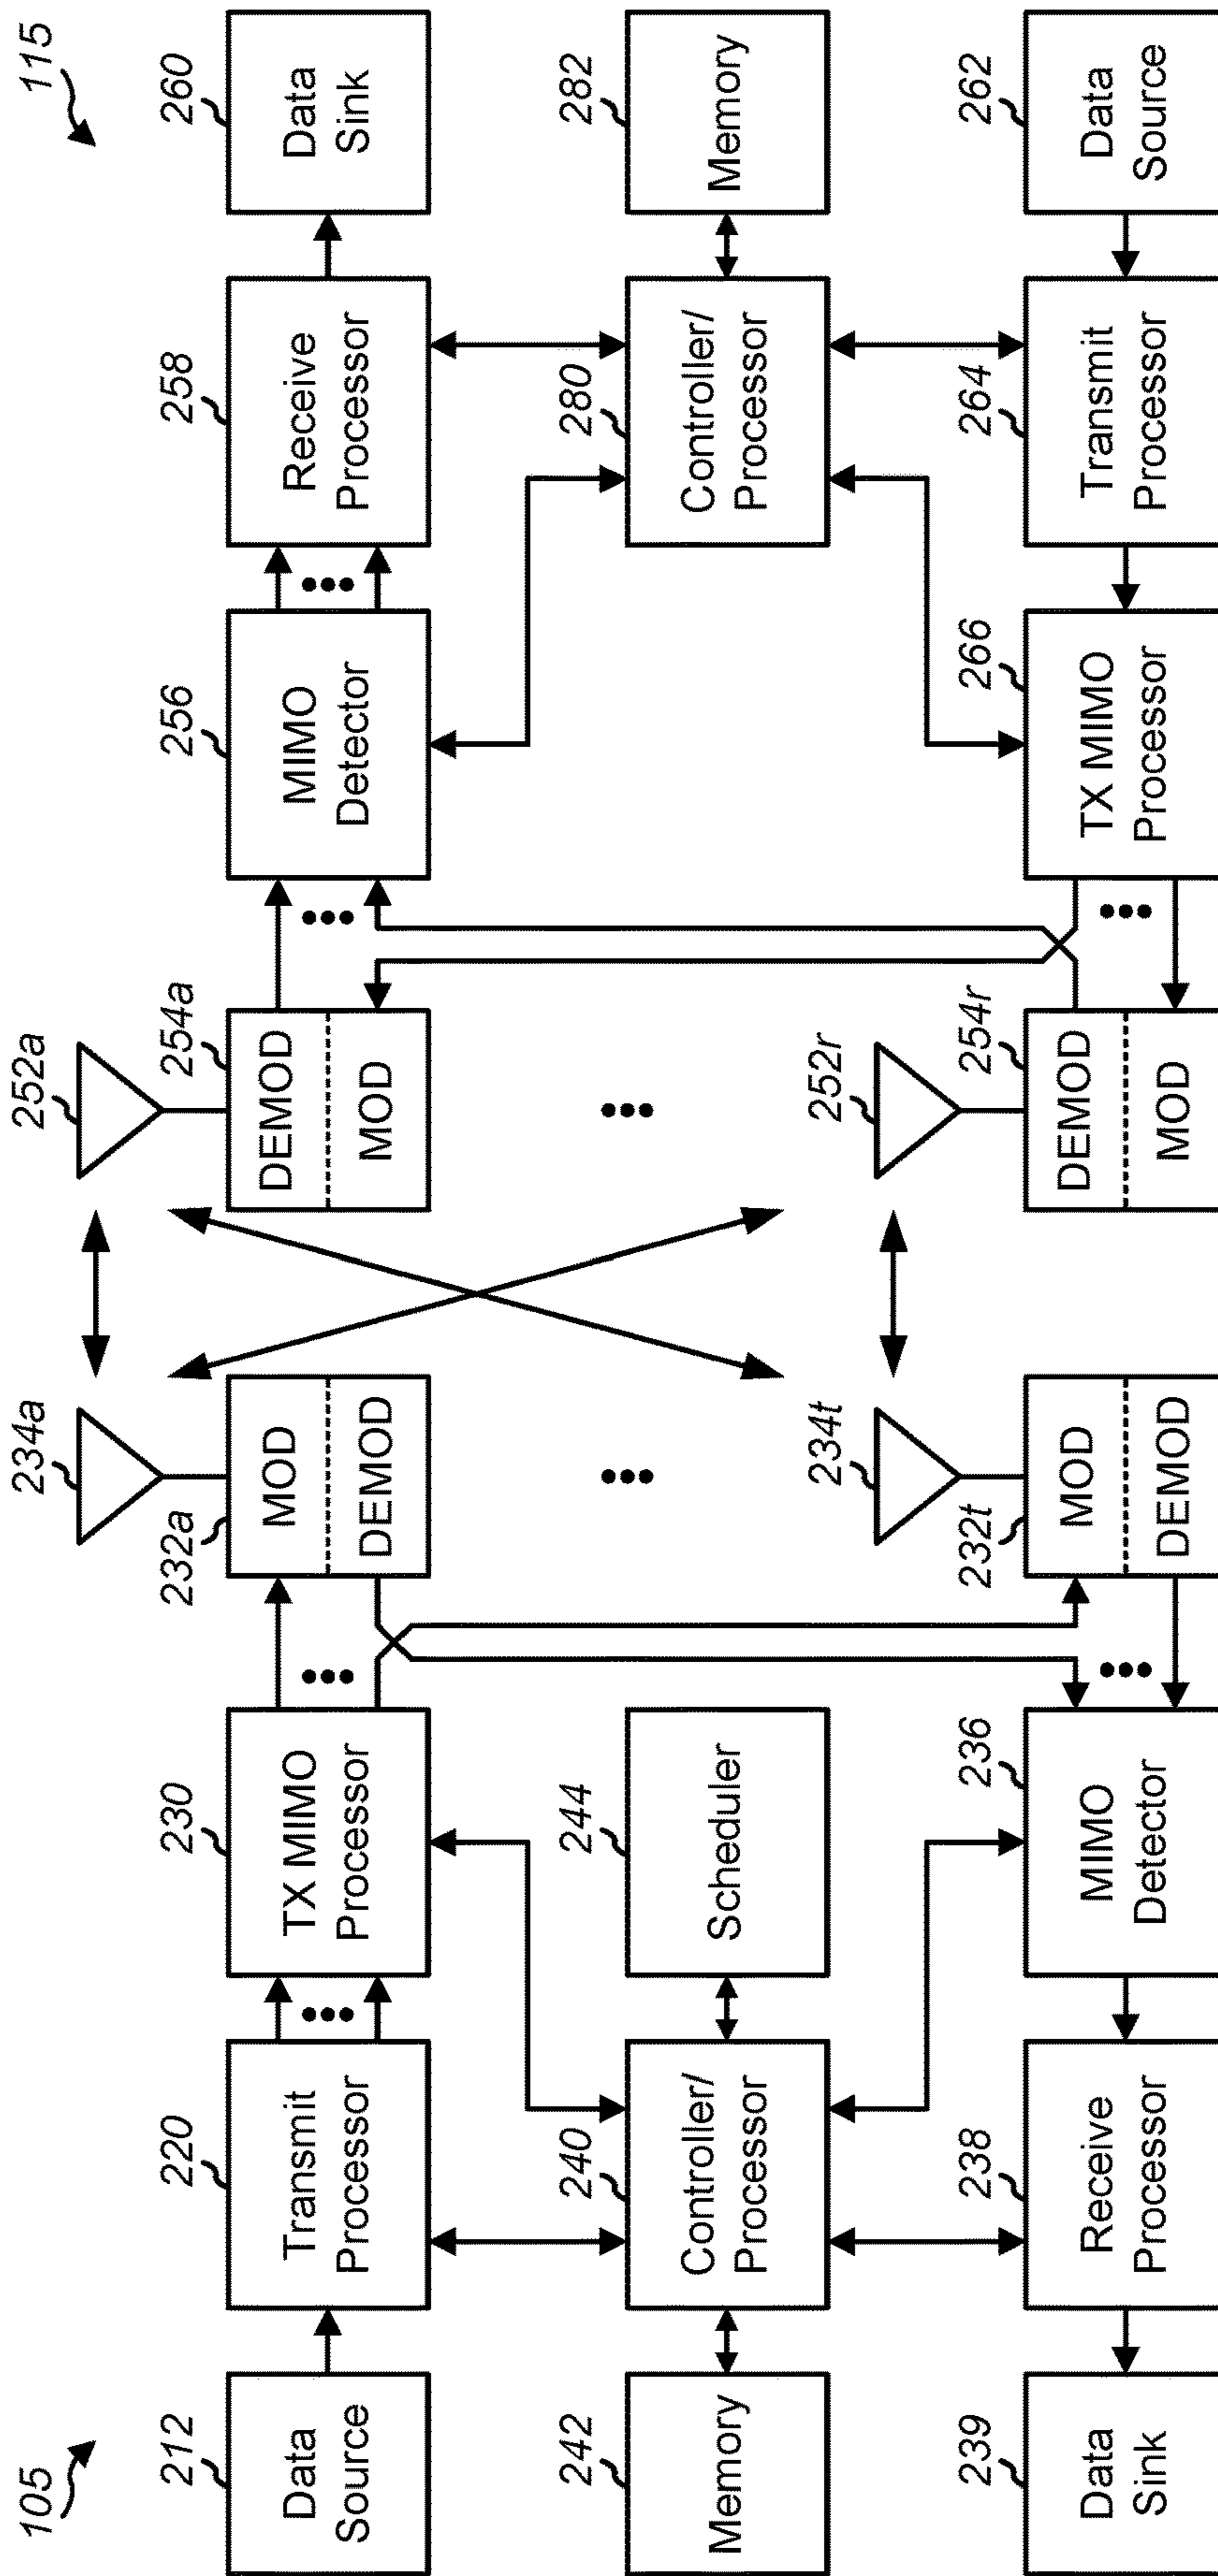 105
212
Data
Source
220
Transmit
Processor
230
TX MIMO
Processor
232a
MOD
DEMOD
234a
252a
254a
DEMOD
MOD
256
MIMO
Detector
258
Receive
Processor
260
Data
Sink
115
242
Memory
240
Controller/
Processor
244
Scheduler
280
Controller/
Processor
282
Memory
239
Data
Sink
238
Receive
Processor
236
MIMO
Detector
232t
MOD
DEMOD
234t
252r
254r
DEMOD
MOD
266
TX MIMO
Processor
264
Transmit
Processor
262
Data
Source